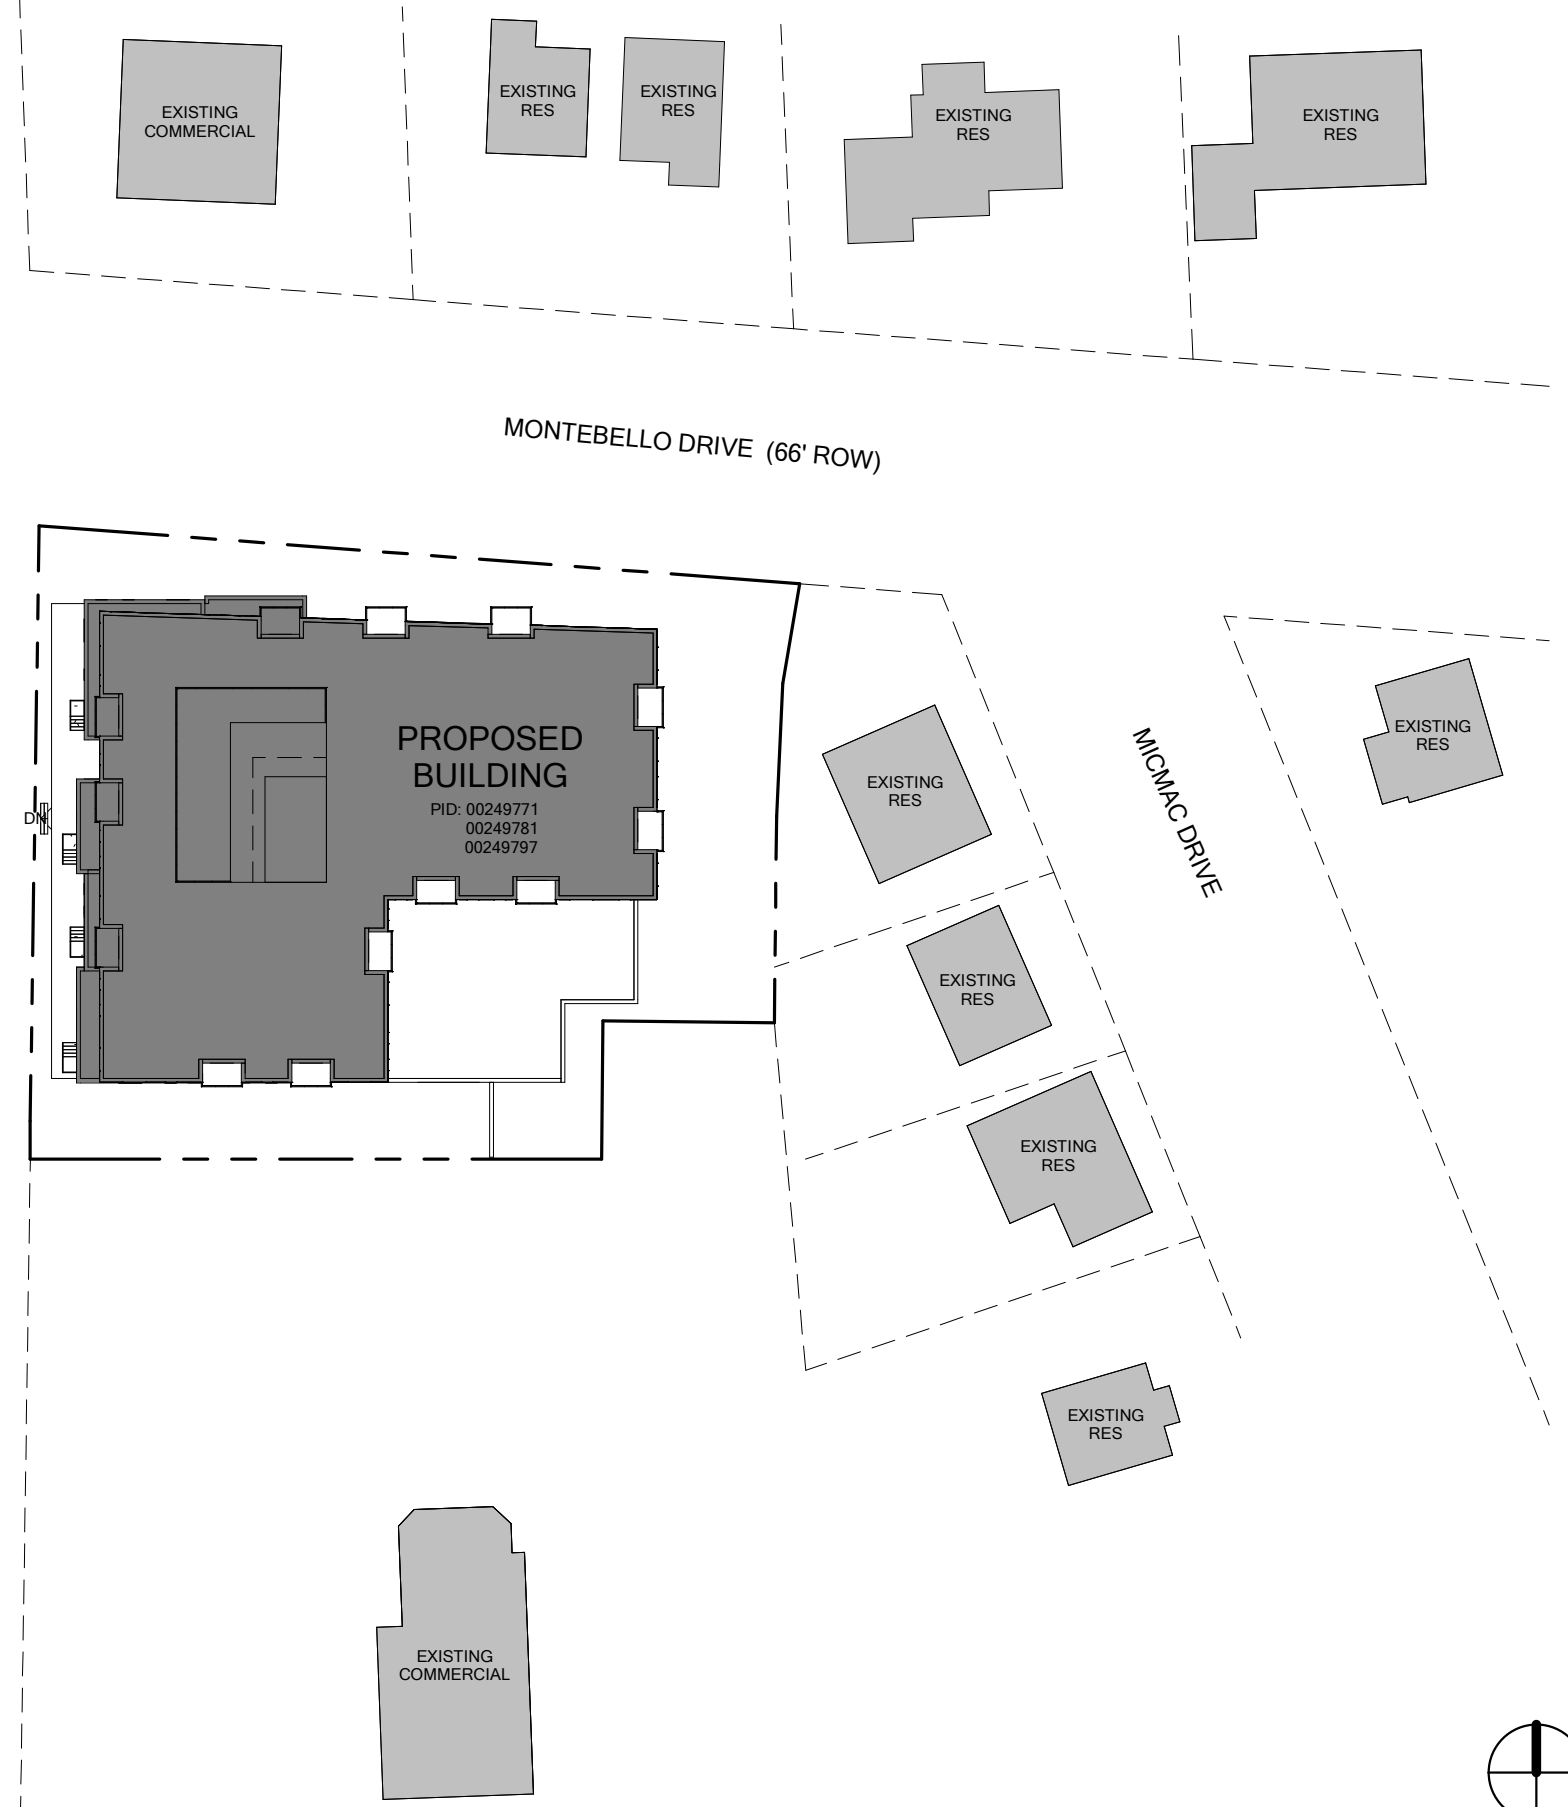 EXISTING
COMMERCIAL
EXISTING
RES
EXISTING
RES
EXISTING
RES
EXISTING
RES
MONTEBELLO DRIVE (66' ROW)
PROPOSED
BUILDING
PID: 00249771
00249781
00249797
DN
EXISTING
RES
MICMAC DRIVE
EXISTING
RES
EXISTING
RES
EXISTING
RES
EXISTING
RES
EXISTING
COMMERCIAL